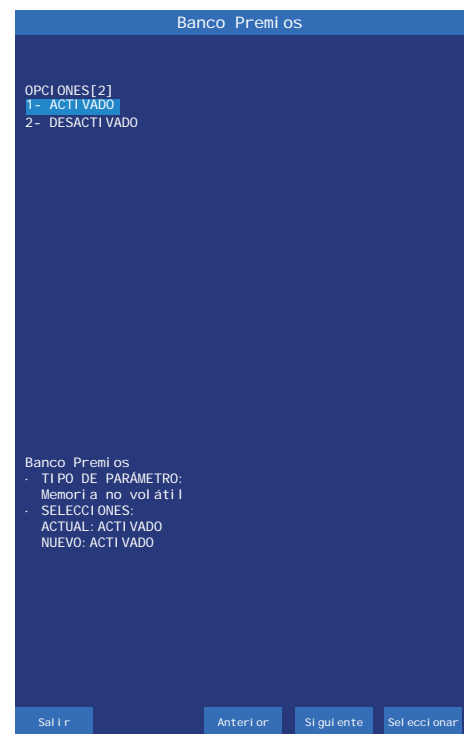 Banco Premios
OPCIONES[2]
1- ACTIVADO
2- DESACTIVADO
Banco Premios
· TIPO DE PARÁMETRO:
Memoria no volátil
· SELECCIONES:
ACTUAL: ACTIVADO
NUEVO: ACTIVADO
Salir Anterior Siguiente Seleccionar